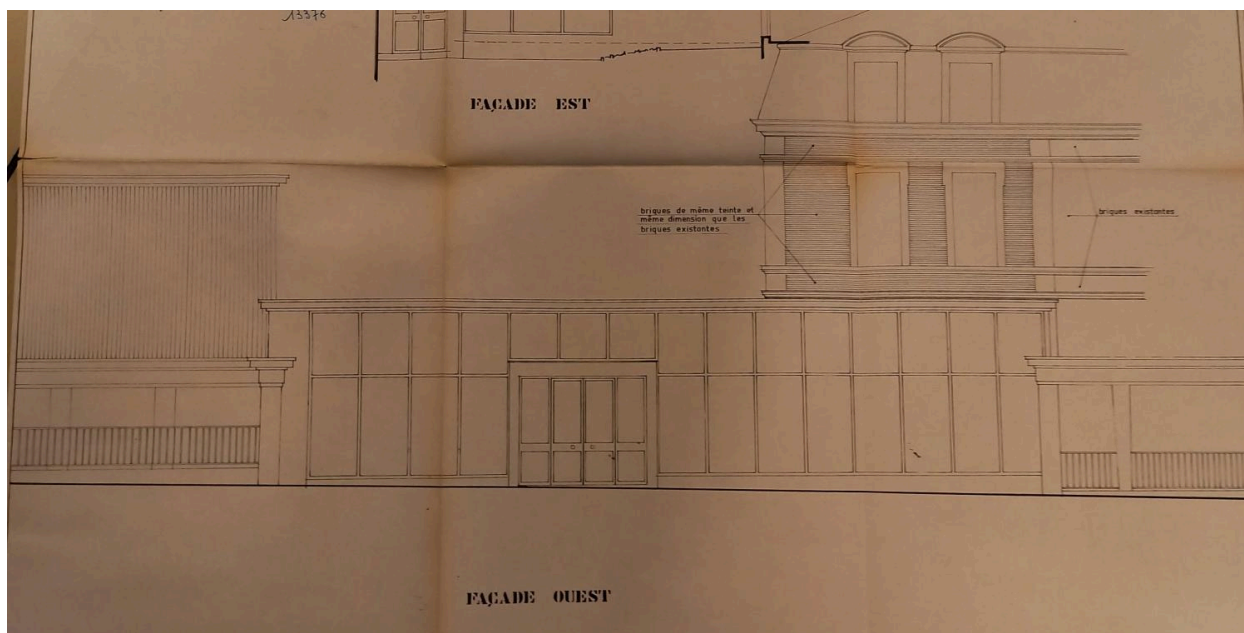 13376
FAÇADE EST
briques de même teinte et
même dimension que les
briques existantes
briques existantes
FAÇADE OUEST